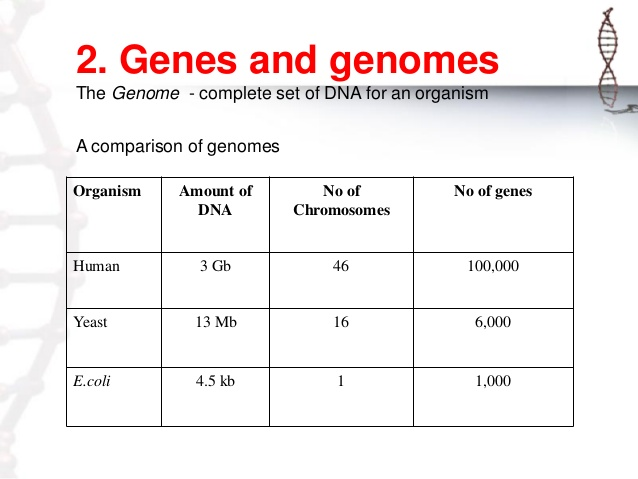 2. Genes and genomes
The Genome - complete set of DNA for an organism
A comparison of genomes
Organism Amount of DNA No of Chromosomes No of genes
Human 3 Gb 46 100,000
Yeast 13 Mb 16 6,000
E.coli 4.5 kb 1 1,000